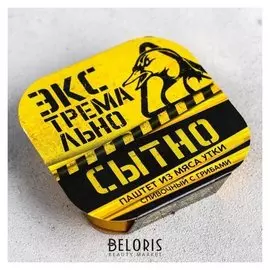 ЭКС
ТРЕМА
ЛЬНО
СЫТНО
ПАШТЕТ ИЗ МЯСА УТКИ
СЛИВОЧНЫЙ С ГРИБАМИ
BELORIS
BEAUTY MARKET